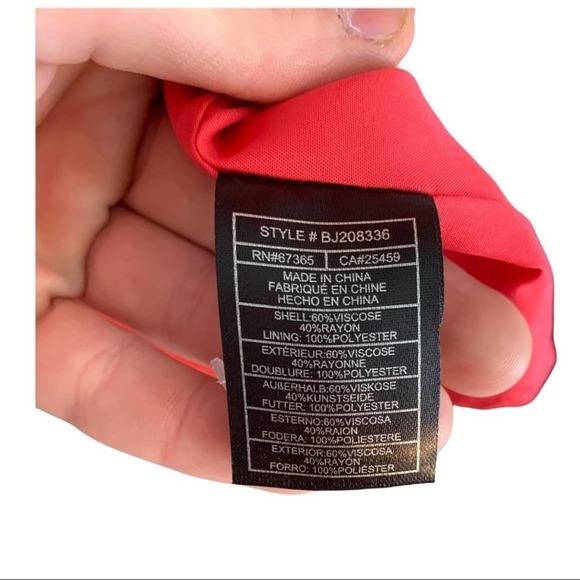 STYLE # BJ208336
RN#67365 CA#25459
MADE IN CHINA
FABRIQUÉ EN CHINE
HECHO EN CHINA
SHELL:60%VISCOSE
40%RAYON
LINING: 100%POLYESTER
EXTÉRIEUR:60%VISCOSE
40%RAYONNE
DOUBLURE: 100%POLYESTER
AUßERHALB:60%VISKOSE
40%KUNSTSEIDE
FUTTER: 100%POLYESTER
ESTERNO:60%VISCOSA
40%RAION
FODERA: 100%POLIESTERE
EXTERIOR:60%VISCOSA
40%RAYON
FORRO: 100%POLIÉSTER